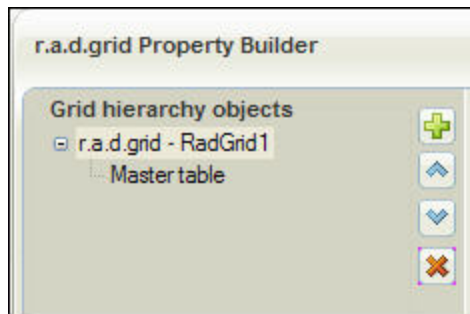 r.a.d.grid Property Builder
Grid hierarchy objects
r.a.d.grid - RadGrid1
Master table